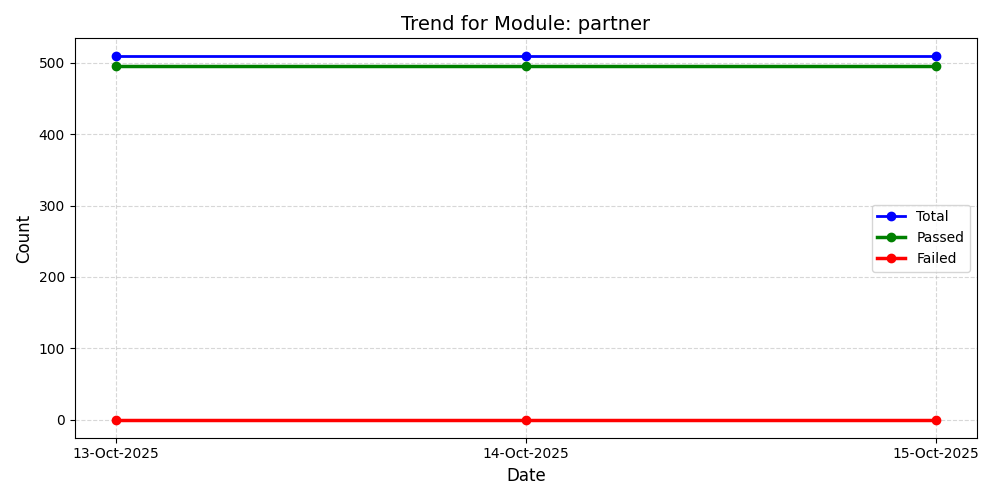 Trend for Module: partner
500
400
300
200
100
0
Count
Total
Passed
Failed
13-Oct-2025
14-Oct-2025
15-Oct-2025
Date